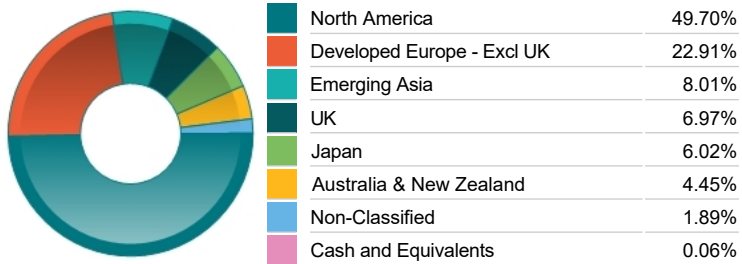 North America 49.70%
Developed Europe - Excl UK 22.91%
Emerging Asia 8.01%
UK 6.97%
Japan 6.02%
Australia & New Zealand 4.45%
Non-Classified 1.89%
Cash and Equivalents 0.06%